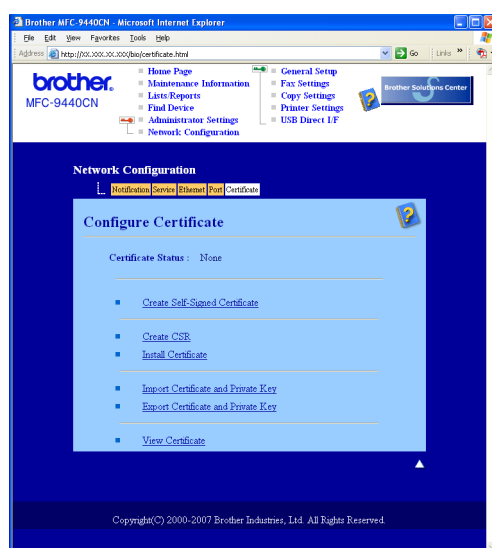 Brother MFC-9440CN - Microsoft Internet Explorer
File Edit View Favorites Tools Help
Address http://XX.XXX.XX.XXX/bio/certificate.html Go Links »
brother.
MFC-9440CN
Home Page
Maintenance Information
Lists/Reports
Find Device
Administrator Settings
Network Configuration
General Setup
Fax Settings
Copy Settings
Printer Settings
USB Direct I/F
Brother Solutions Center
Network Configuration
Notification Service Ethernet Port Certificate
Configure Certificate
Certificate Status : None
Create Self-Signed Certificate
Create CSR
Install Certificate
Import Certificate and Private Key
Export Certificate and Private Key
View Certificate
Copyright(C) 2000-2007 Brother Industries, Ltd. All Rights Reserved.